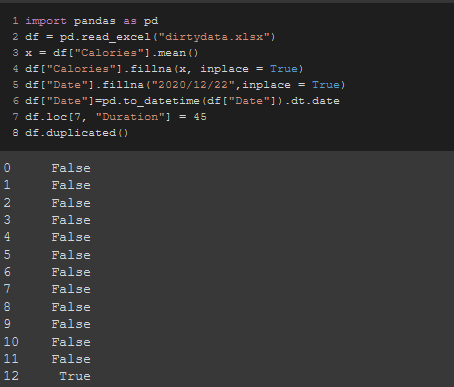 1 import pandas as pd
2 df = pd.read_excel("dirtydata.xlsx")
3 x = df["Calories"].mean()
4 df["Calories"].fillna(x, inplace = True)
5 df["Date"].fillna("2020/12/22",inplace = True)
6 df["Date"]=pd.to_datetime(df["Date"]).dt.date
7 df.loc[7, "Duration"] = 45
8 df.duplicated()
0 False
1 False
2 False
3 False
4 False
5 False
6 False
7 False
8 False
9 False
10 False
11 False
12 True